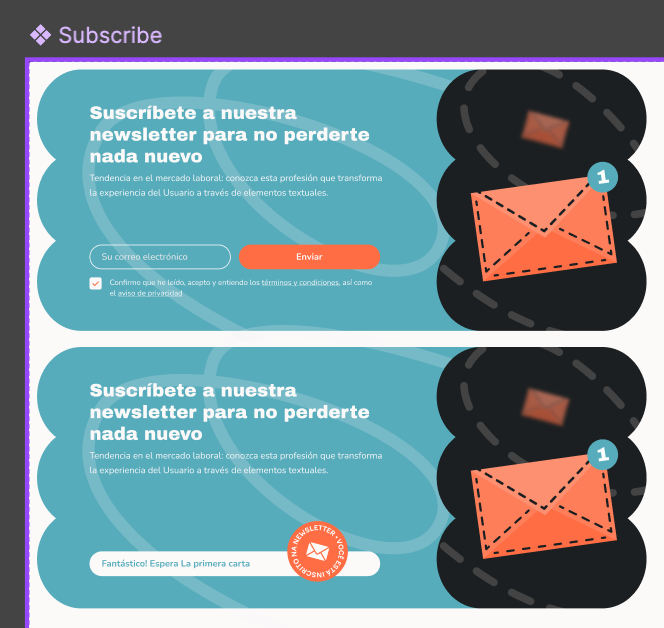 Subscribe
Suscríbete a nuestra
newsletter para no perderte
nada nuevo
Tendencia en el mercado laboral: conozca esta profesión que transforma
la experiencia del Usuario a través de elementos textuales.
Su correo electrónico
Enviar
Confirmo que he leído, acepto y entiendo los términos y condiciones, así como
el aviso de privacidad
1
Suscríbete a nuestra
newsletter para no perderte
nada nuevo
Tendencia en el mercado laboral: conozca esta profesión que transforma
la experiencia del Usuario a través de elementos textuales.
Fantástico! Espera La primera carta
VOCÊ ESTÁ INSCRITO NA NEWSLETTER •
1